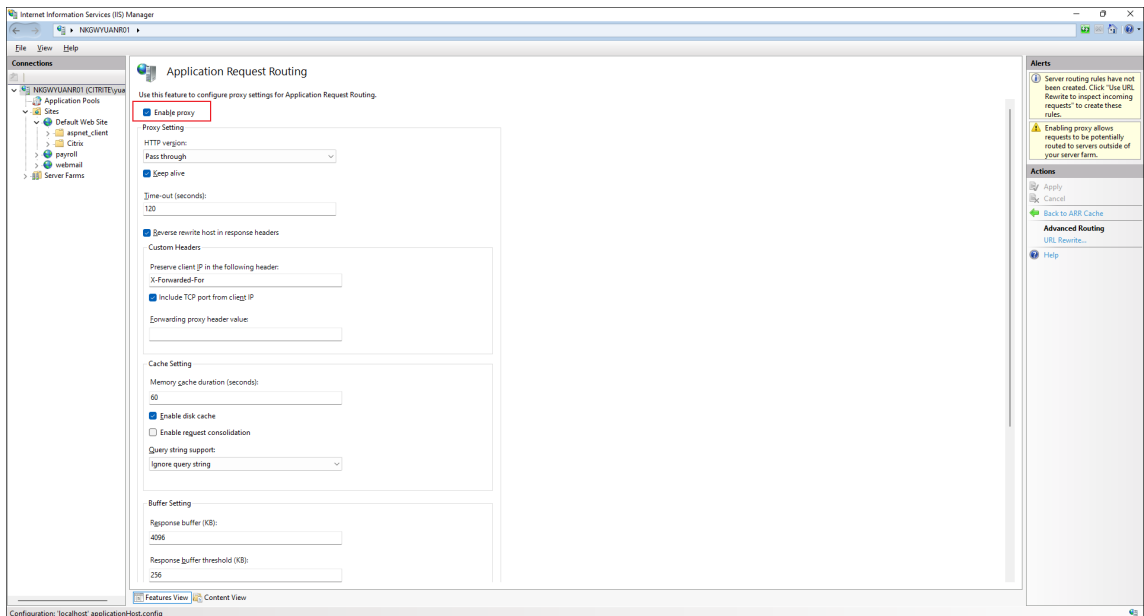 Internet Information Services (IIS) Manager
NKGWYUANR01
File View Help
Connections
NKGWYUANR01 (CITRITE\yua
Application Pools
Sites
Default Web Site
aspnet_client
Citrix
payroll
webmail
Server Farms
Application Request Routing
Use this feature to configure proxy settings for Application Request Routing.
Enable proxy
Proxy Setting
HTTP version:
Pass through
Keep alive
Time-out (seconds):
120
Reverse rewrite host in response headers
Custom Headers
Preserve client IP in the following header:
X-Forwarded-For
Include TCP port from client IP
Forwarding proxy header value:
Cache Setting
Memory cache duration (seconds):
60
Enable disk cache
Enable request consolidation
Query string support:
Ignore query string
Buffer Setting
Response buffer (KB):
4096
Response buffer threshold (KB):
256
Features View Content View
Configuration: 'localhost' applicationHost.config
Alerts
Server routing rules have not
been created. Click "Use URL
Rewrite to inspect incoming
requests" to create these
rules.
Enabling proxy allows
requests to be potentially
routed to servers outside of
your server farm.
Actions
Apply
Cancel
Back to ARR Cache
Advanced Routing
URL Rewrite...
Help